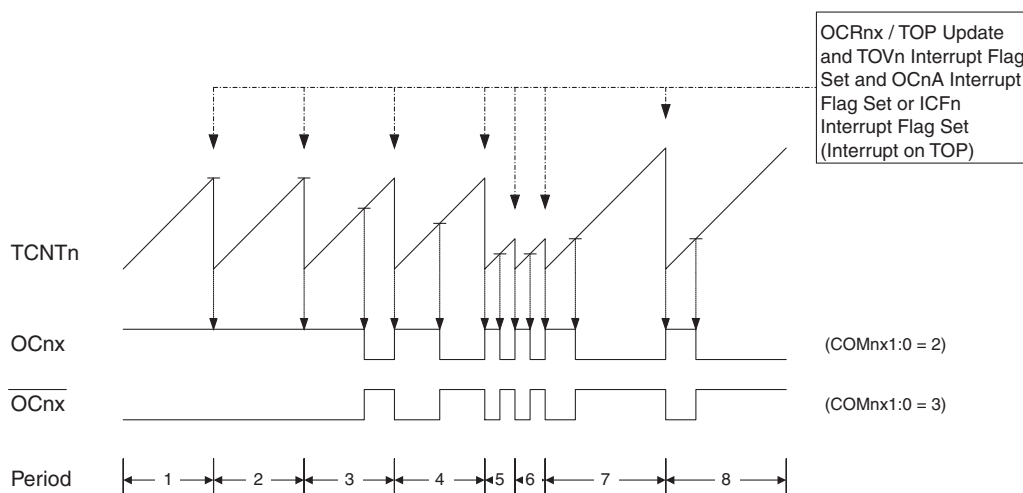 OCRnx / TOP Update
and TOVn Interrupt Flag
Set and OCnA Interrupt
Flag Set or ICFn
Interrupt Flag Set
(Interrupt on TOP)
TCNTn
OCnx (COMnx1:0 = 2)
OCnx (COMnx1:0 = 3)
Period 1 2 3 4 5 6 7 8